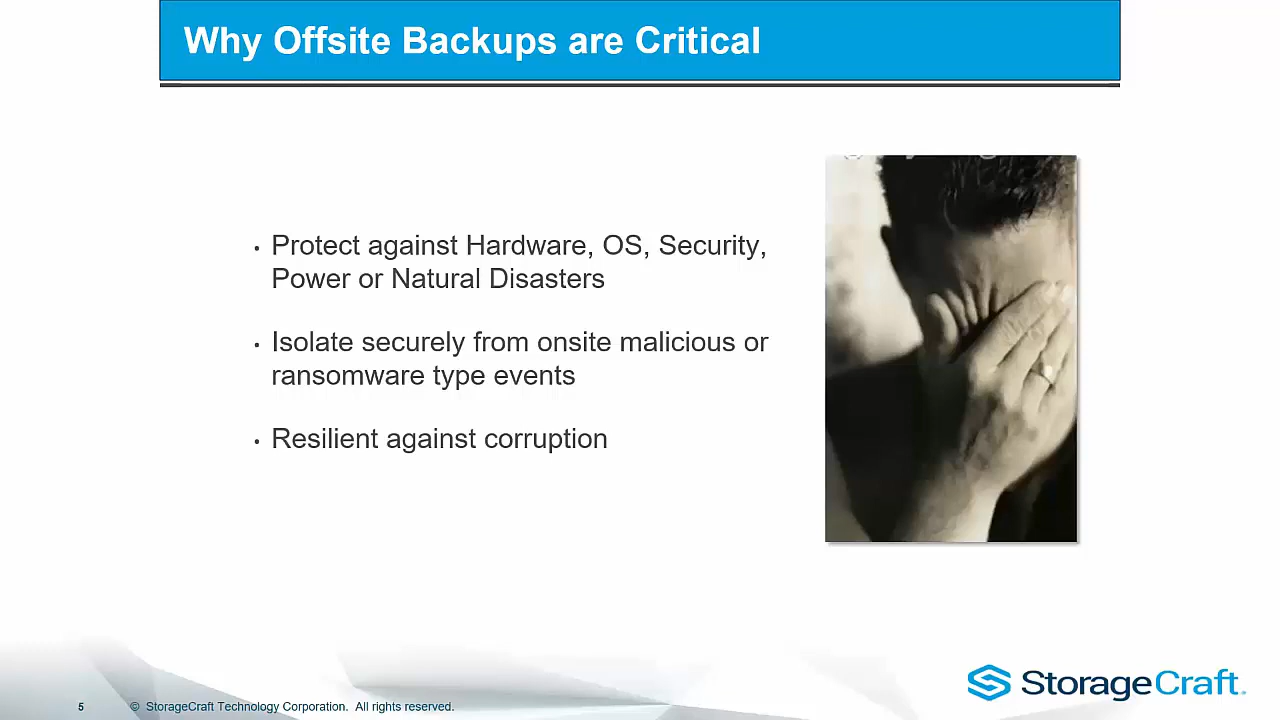 Why Offsite Backups are Critical
• Protect against Hardware, OS, Security,
Power or Natural Disasters
• Isolate securely from onsite malicious or
ransomware type events
• Resilient against corruption
5 © StorageCraft Technology Corporation. All rights reserved.
StorageCraft.